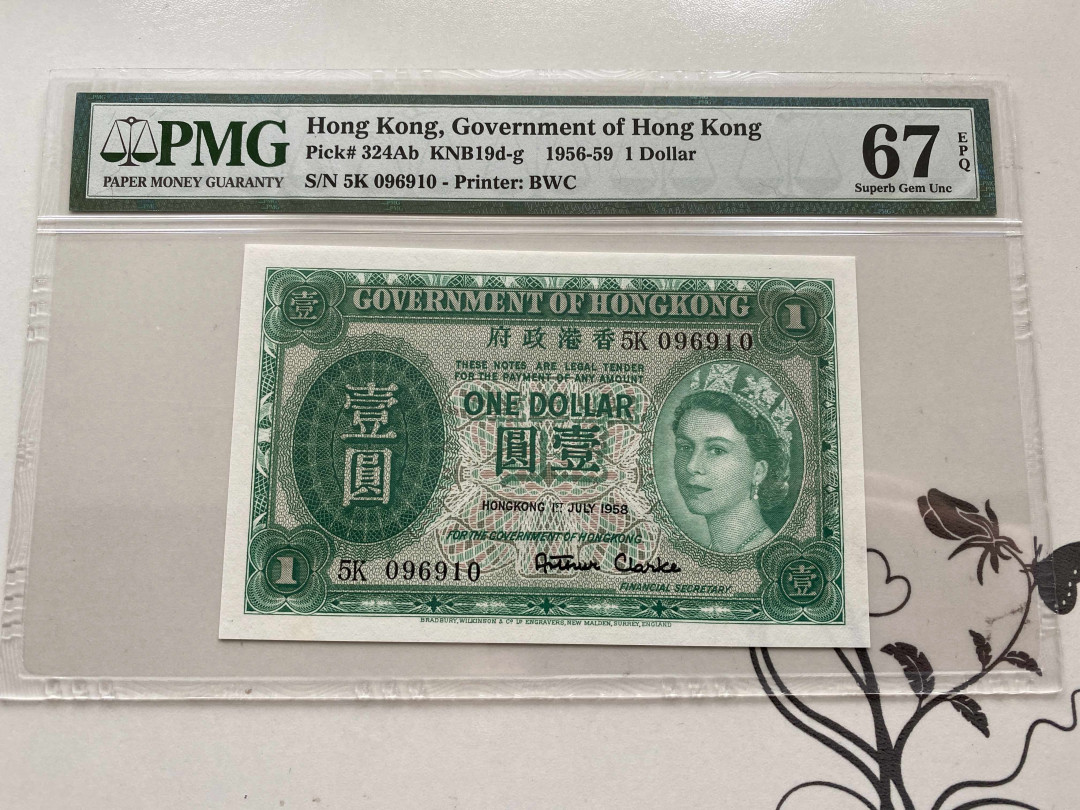 PMG
PAPER MONEY GUARANTY
Hong Kong, Government of Hong Kong
Pick# 324Ab KNB19d-g 1956-59 1 Dollar
S/N 5K 096910 - Printer: BWC
67
EPQ
Superb Gem Unc
壹
GOVERNMENT OF HONGKONG
1
府政港香
5K 096910
THESE NOTES ARE LEGAL TENDER
FOR THE PAYMENT OF ANY AMOUNT
ONE DOLLAR
圓壹
壹
圓
HONGKONG 1ST JULY 1958
FOR THE GOVERNMENT OF HONGKONG
1
5K 096910
Arthur Clarke
FINANCIAL SECRETARY
壹
BRADBURY, WILKINSON & Co Ld ENGRAVERS, NEW MALDEN, SURREY, ENGLAND